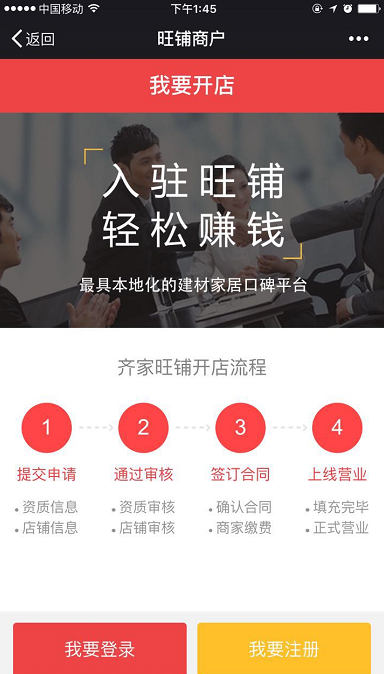 中国移动 下午1:45
返回 旺铺商户
我要开店
入驻旺铺
轻松赚钱
最具本地化的建材家居口碑平台
齐家旺铺开店流程
1 2 3 4
提交申请 通过审核 签订合同 上线营业
• 资质信息 • 资质审核 • 确认合同 • 填充完毕
• 店铺信息 • 店铺审核 • 商家缴费 • 正式营业
我要登录 我要注册